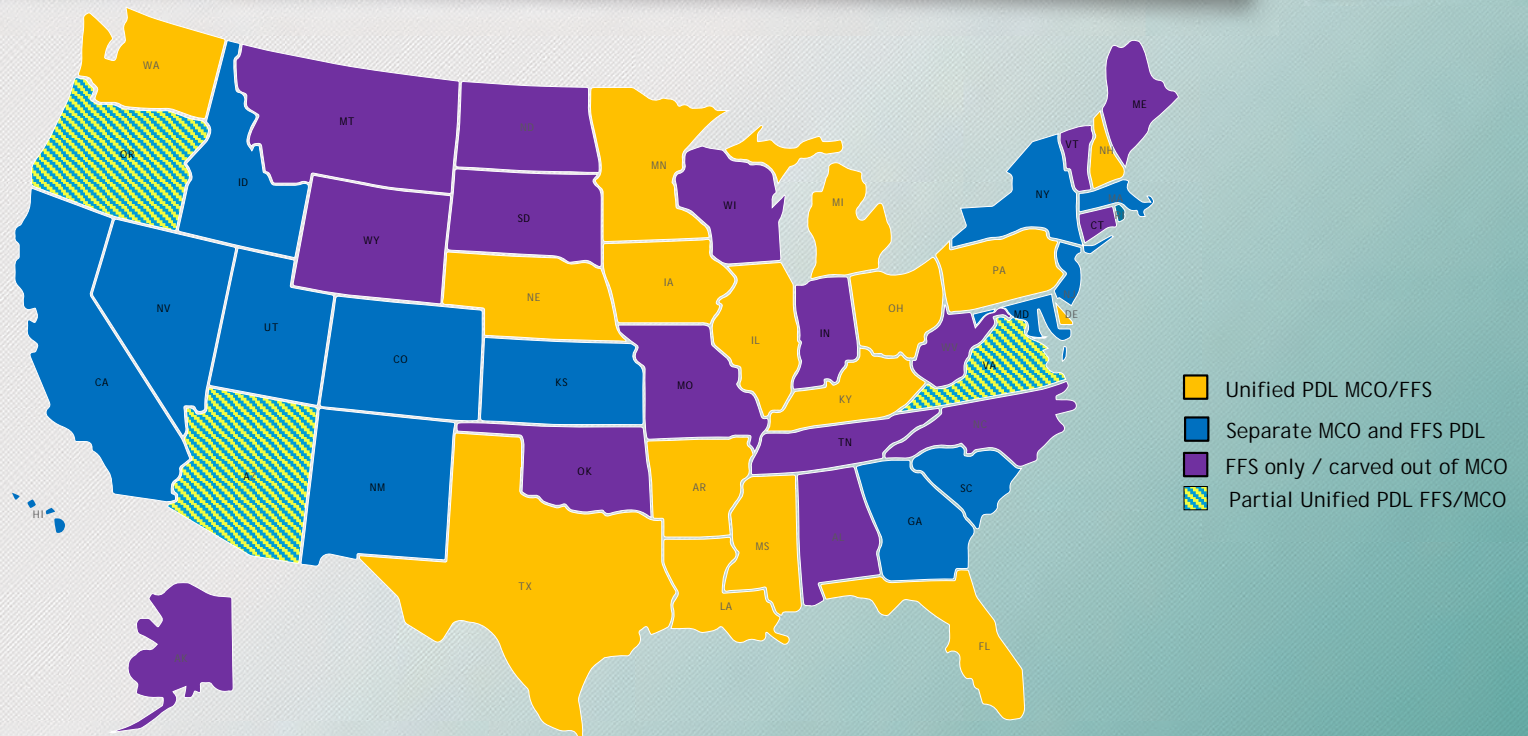 WA
MT
ND
MN
ME
VT
NH
OR
ID
SD
WI
MI
NY
CT
WY
NE
IA
PA
NV
UT
CO
KS
IL
IN
OH
MD
DE
CA
MO
KY
WV
VA
Unified PDL MCO/FFS
Separate MCO and FFS PDL
FFS only / carved out of MCO
Partial Unified PDL FFS/MCO
OK
TN
AR
NM
SC
GA
MS
HI
TX
LA
FL